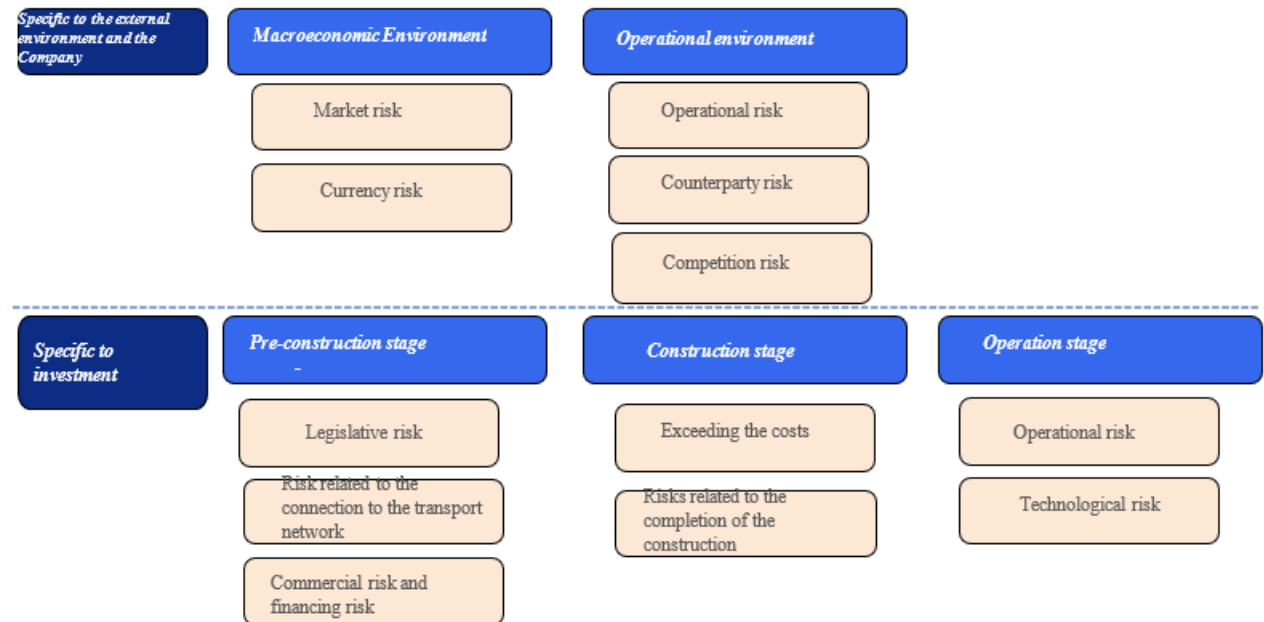 Specific to the external
environment and the
Company
Macroeconomic Environment
Operational environment
Market risk
Operational risk
Currency risk
Counterparty risk
Competition risk
Specific to
investment
Pre-construction stage
-
Construction stage
Operation stage
Legislative risk
Exceeding the costs
Operational risk
Risk related to the
connection to the transport
network
Risks related to the
completion of the
construction
Technological risk
Commercial risk and
financing risk